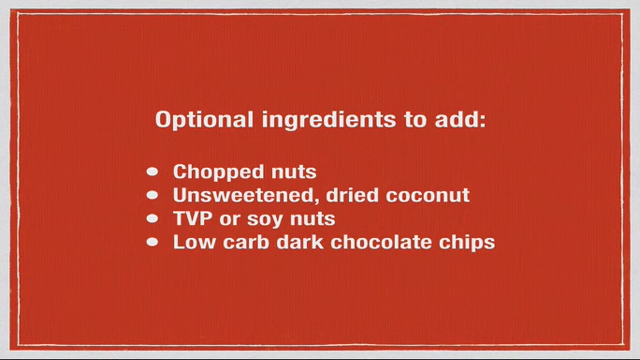 Optional ingredients to add:
• Chopped nuts
• Unsweetened, dried coconut
• TVP or soy nuts
• Low carb dark chocolate chips